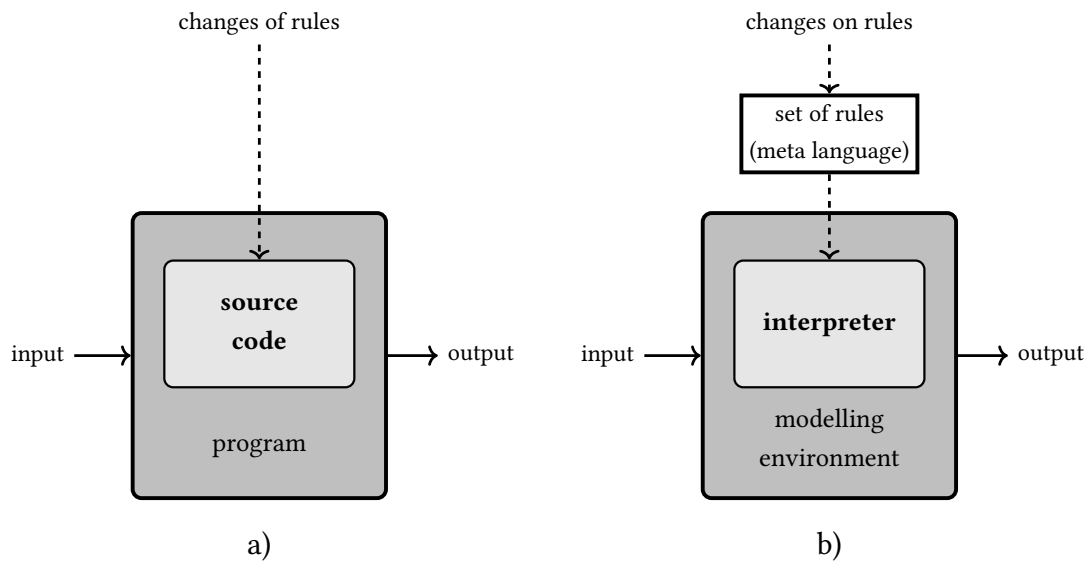 changes of rules
source
code
input
output
program
a)
changes on rules
set of rules
(meta language)
interpreter
input
output
modelling
environment
b)